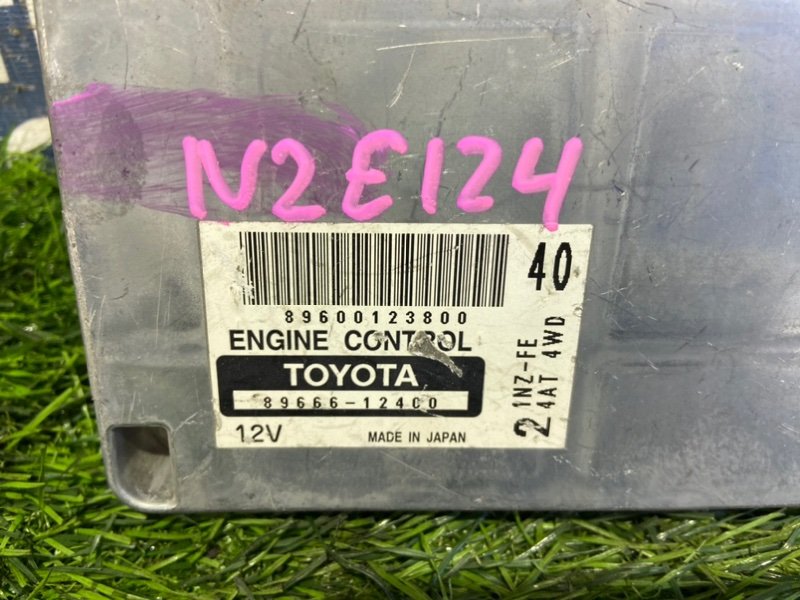 N2E124
40
89600123800
ENGINE CONTROL
TOYOTA
89666-12400
12V
MADE IN JAPAN
2 1NZ-FE
4AT 4WD